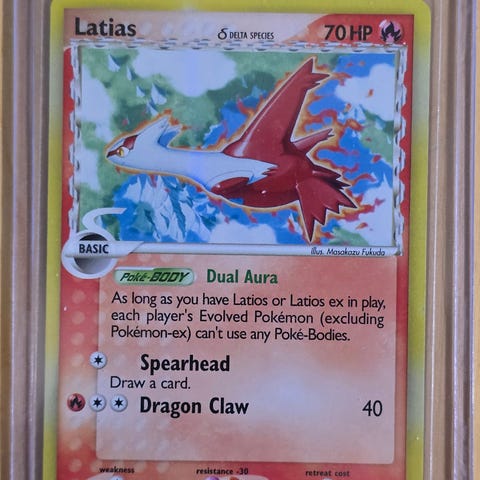 Latias δ DELTA SPECIES 70 HP
BASIC
Illus. Masakazu Fukuda
Poké-BODY Dual Aura
As long as you have Latios or Latios ex in play,
each player's Evolved Pokémon (excluding
Pokémon-ex) can't use any Poké-Bodies.
Spearhead
Draw a card.
Dragon Claw 40
weakness resistance -30 retreat cost